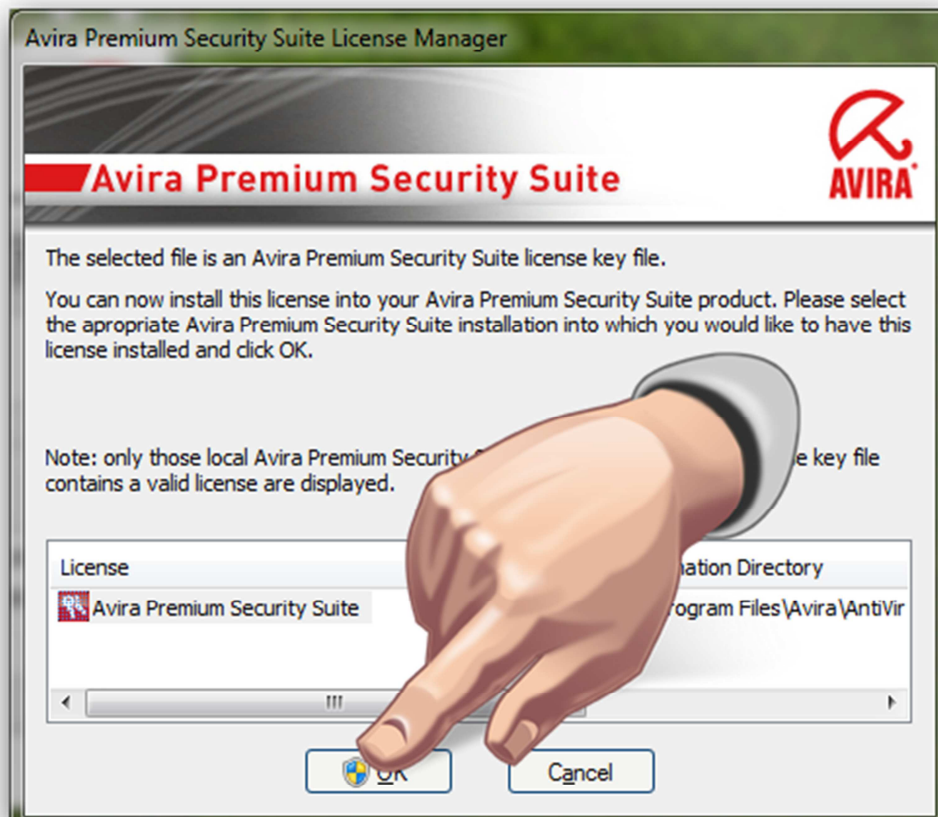 Avira Premium Security Suite License Manager
Avira Premium Security Suite
AVIRA
The selected file is an Avira Premium Security Suite license key file.
You can now install this license into your Avira Premium Security Suite product. Please select
the apropriate Avira Premium Security Suite installation into which you would like to have this
license installed and click OK.
Note: only those local Avira Premium Security key file
contains a valid license are displayed.
License Directory
Avira Premium Security Suite Files\Avira\AntiVir
OK Cancel